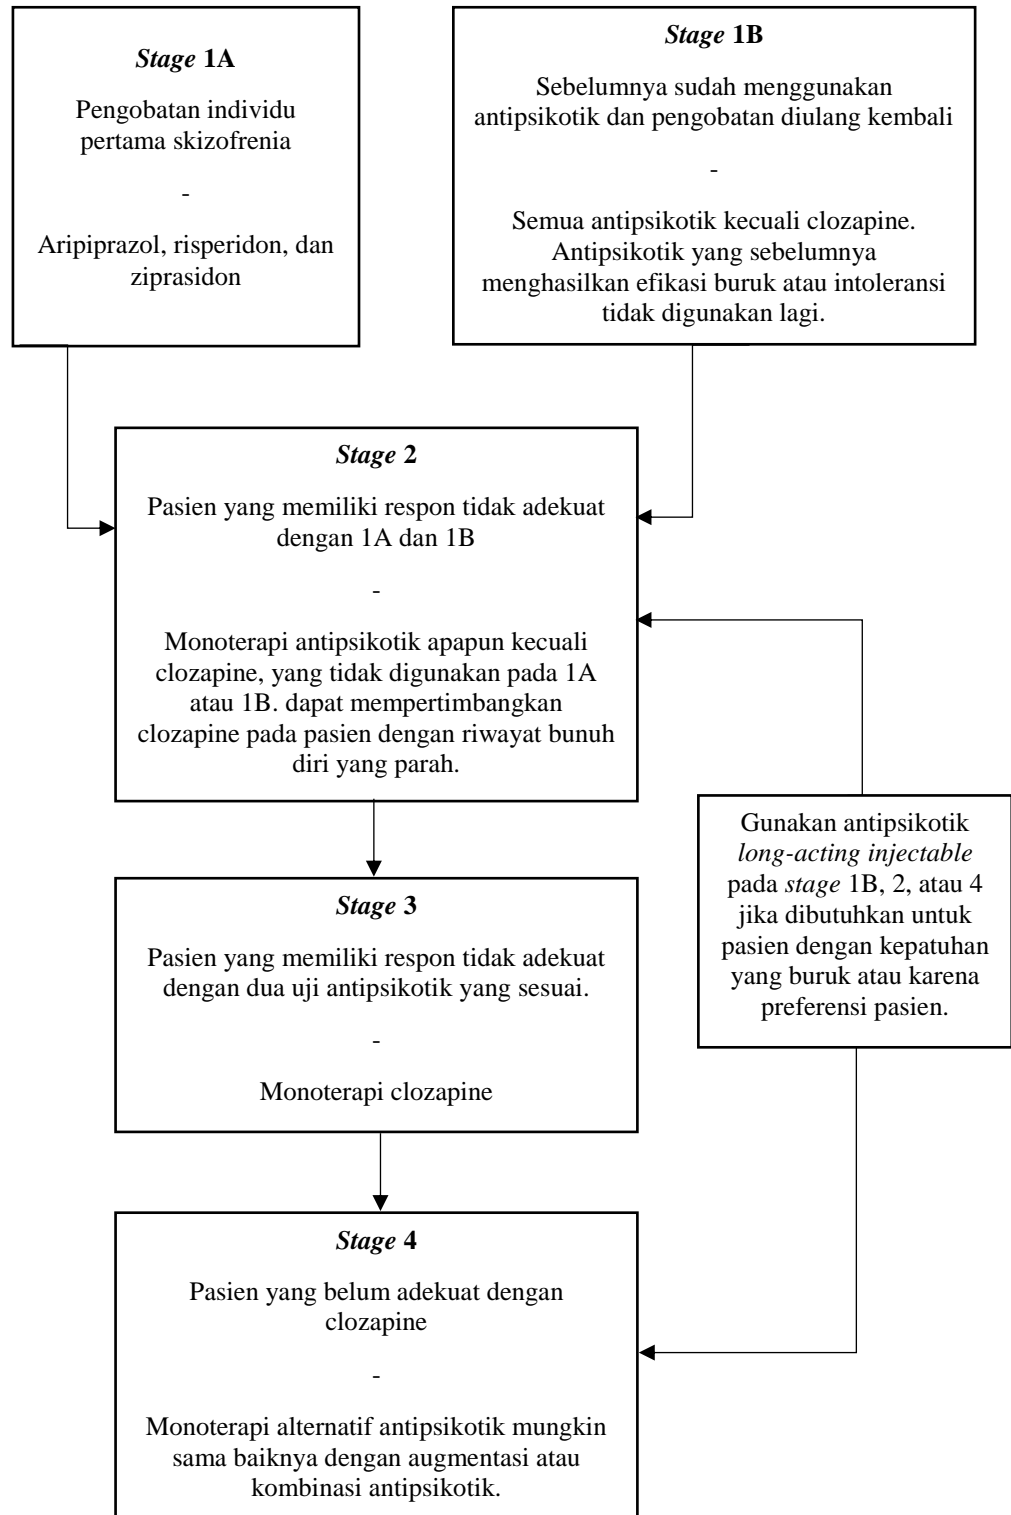 Stage 1A
Pengobatan individu
pertama skizofrenia
-
Aripiprazol, risperidon, dan
ziprasidon
Stage 1B
Sebelumnya sudah menggunakan
antipsikotik dan pengobatan diulang kembali
-
Semua antipsikotik kecuali clozapine.
Antipsikotik yang sebelumnya
menghasilkan efikasi buruk atau intoleransi
tidak digunakan lagi.
Stage 2
Pasien yang memiliki respon tidak adekuat
dengan 1A dan 1B
-
Monoterapi antipsikotik apapun kecuali
clozapine, yang tidak digunakan pada 1A
atau 1B. dapat mempertimbangkan
clozapine pada pasien dengan riwayat bunuh
diri yang parah.
Gunakan antipsikotik
long-acting injectable
pada stage 1B, 2, atau 4
jika dibutuhkan untuk
pasien dengan kepatuhan
yang buruk atau karena
preferensi pasien.
Stage 3
Pasien yang memiliki respon tidak adekuat
dengan dua uji antipsikotik yang sesuai.
-
Monoterapi clozapine
Stage 4
Pasien yang belum adekuat dengan
clozapine
-
Monoterapi alternatif antipsikotik mungkin
sama baiknya dengan augmentasi atau
kombinasi antipsikotik.